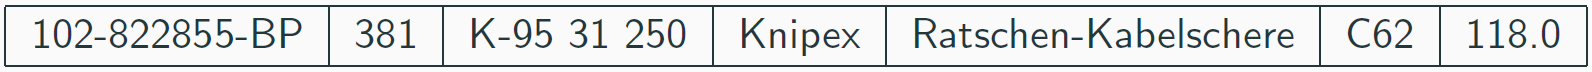 102-822855-BP 381 K-95 31 250 Knipex Ratschen-Kabelschere C62 118.0